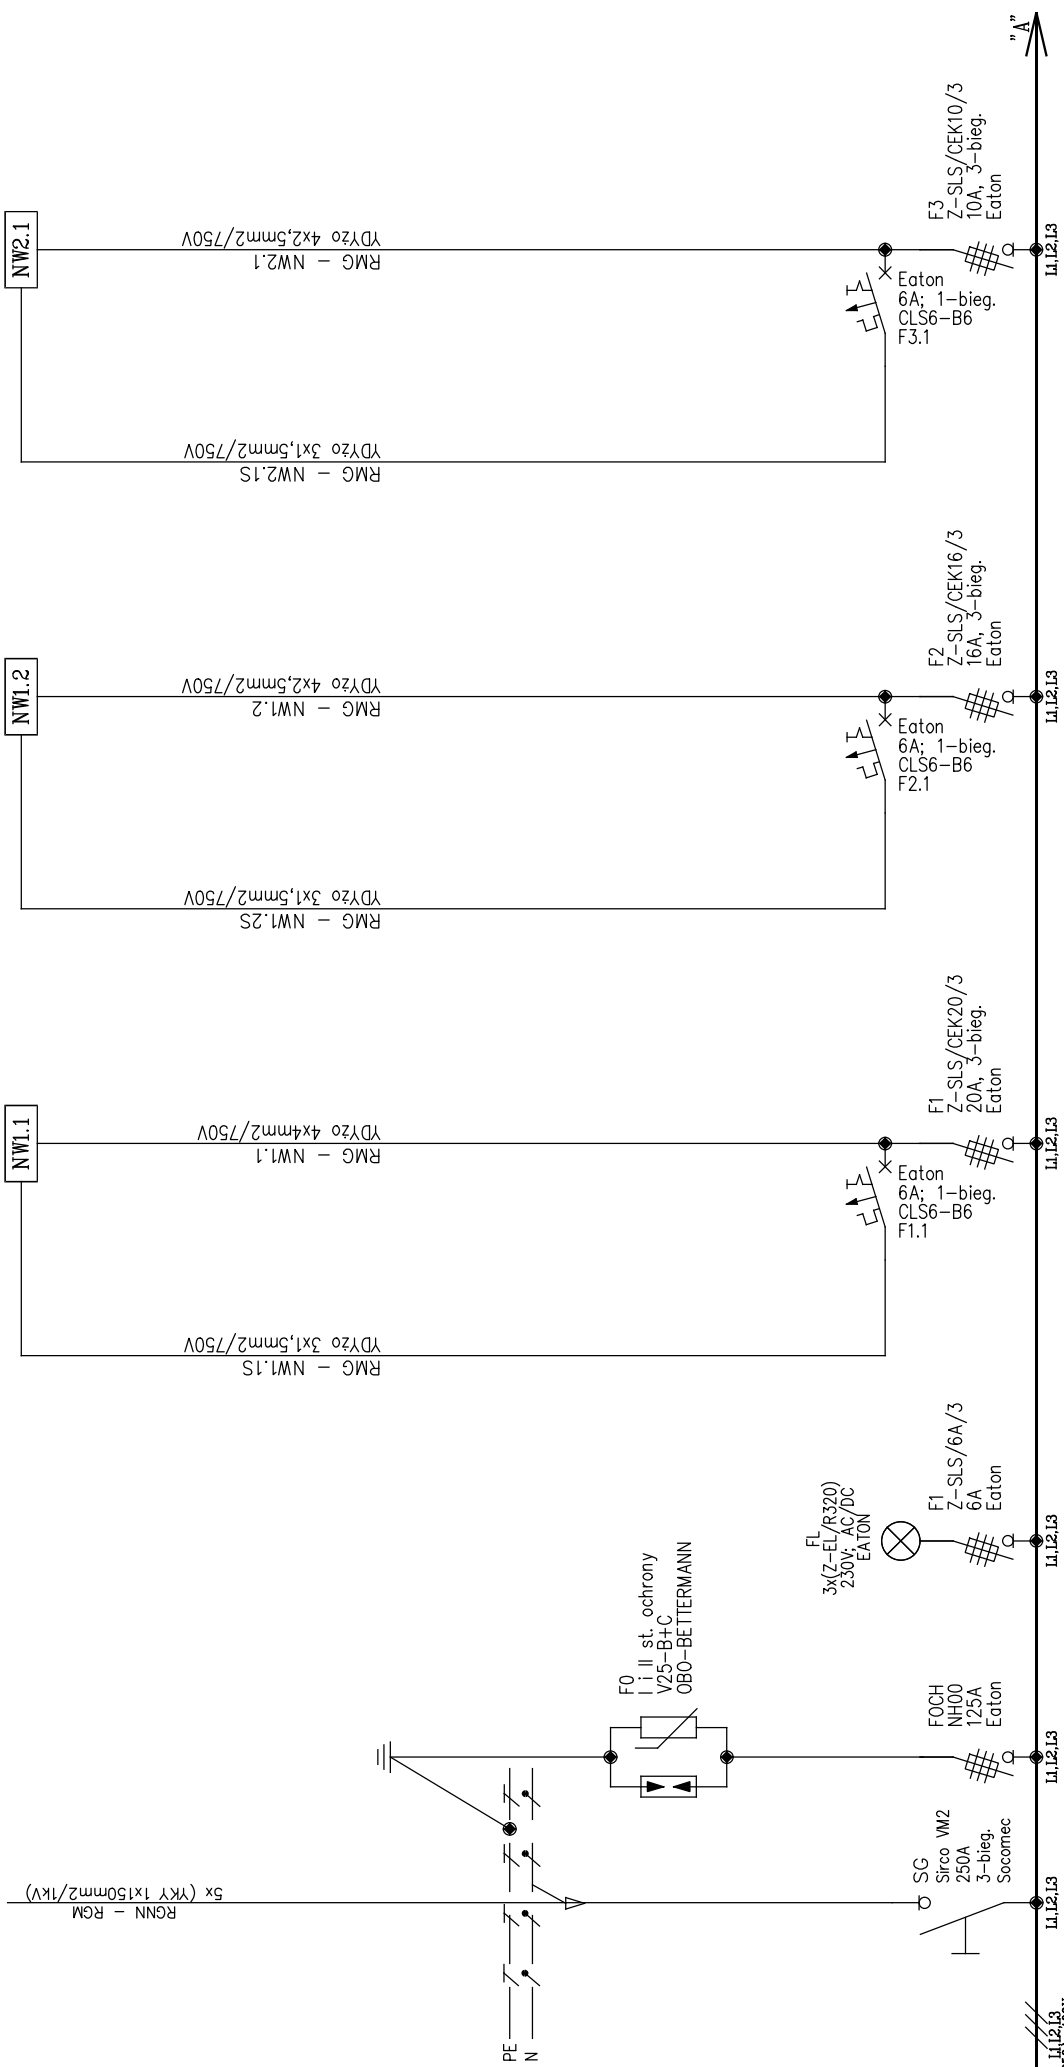 "A"
NW2.1
YDYżo 4x2,5mm2/750V
RMG – NW2.1
F3
Z-SLS/CEK10/3
10A, 3-bieg.
Eaton
L1,L2,L3
Eaton
6A; 1-bieg.
CLS6-B6
F3.1
YDYżo 3x1,5mm2/750V
RMG – NW2.1S
NW1.2
YDYżo 4x2,5mm2/750V
RMG – NW1.2
F2
Z-SLS/CEK16/3
16A, 3-bieg.
Eaton
L1,L2,L3
Eaton
6A; 1-bieg.
CLS6-B6
F2.1
YDYżo 3x1,5mm2/750V
RMG – NW1.2S
NW1.1
YDYżo 4x4mm2/750V
RMG – NW1.1
F1
Z-SLS/CEK20/3
20A, 3-bieg.
Eaton
L1,L2,L3
Eaton
6A; 1-bieg.
CLS6-B6
F1.1
YDYżo 3x1,5mm2/750V
RMG – NW1.1S
FL
3x(Z-EL/R320)
230V; AC/DC
EATON
F1
Z-SLS/6A/3
6A
Eaton
L1,L2,L3
F0
I i II st. ochrony
V25-B+C
OBO-BETTERMANN
FOCH
NH00
125A
Eaton
L1,L2,L3
5x (YKY 1x150mm2/1kV)
RGNN – RGM
SG
Sirco VM2
250A
3-bieg.
Socomec
L1,L2,L3
PE
N
L1,L2,L3